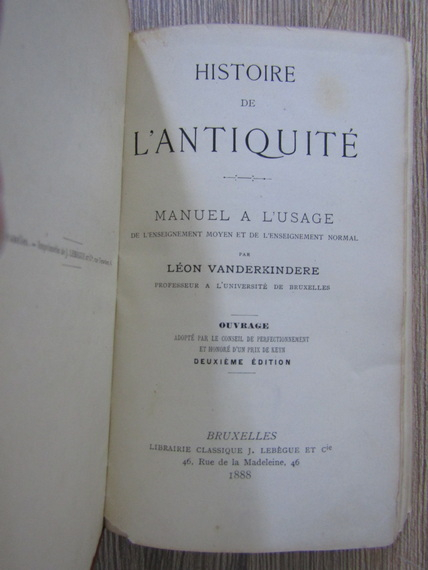 HISTOIRE
DE
L'ANTIQUITÉ
MANUEL A L'USAGE
DE L'ENSEIGNEMENT MOYEN ET DE L'ENSEIGNEMENT NORMAL
PAR
LÉON VANDERKINDERE
PROFESSEUR A L'UNIVERSITÉ DE BRUXELLES
OUVRAGE
ADOPTÉ PAR LE CONSEIL DE PERFECTIONNEMENT
ET HONORÉ D'UN PRIX DE KEYN
DEUXIÈME ÉDITION
BRUXELLES
LIBRAIRIE CLASSIQUE J. LEBÈGUE ET Cie
46, Rue de la Madeleine, 46
1888